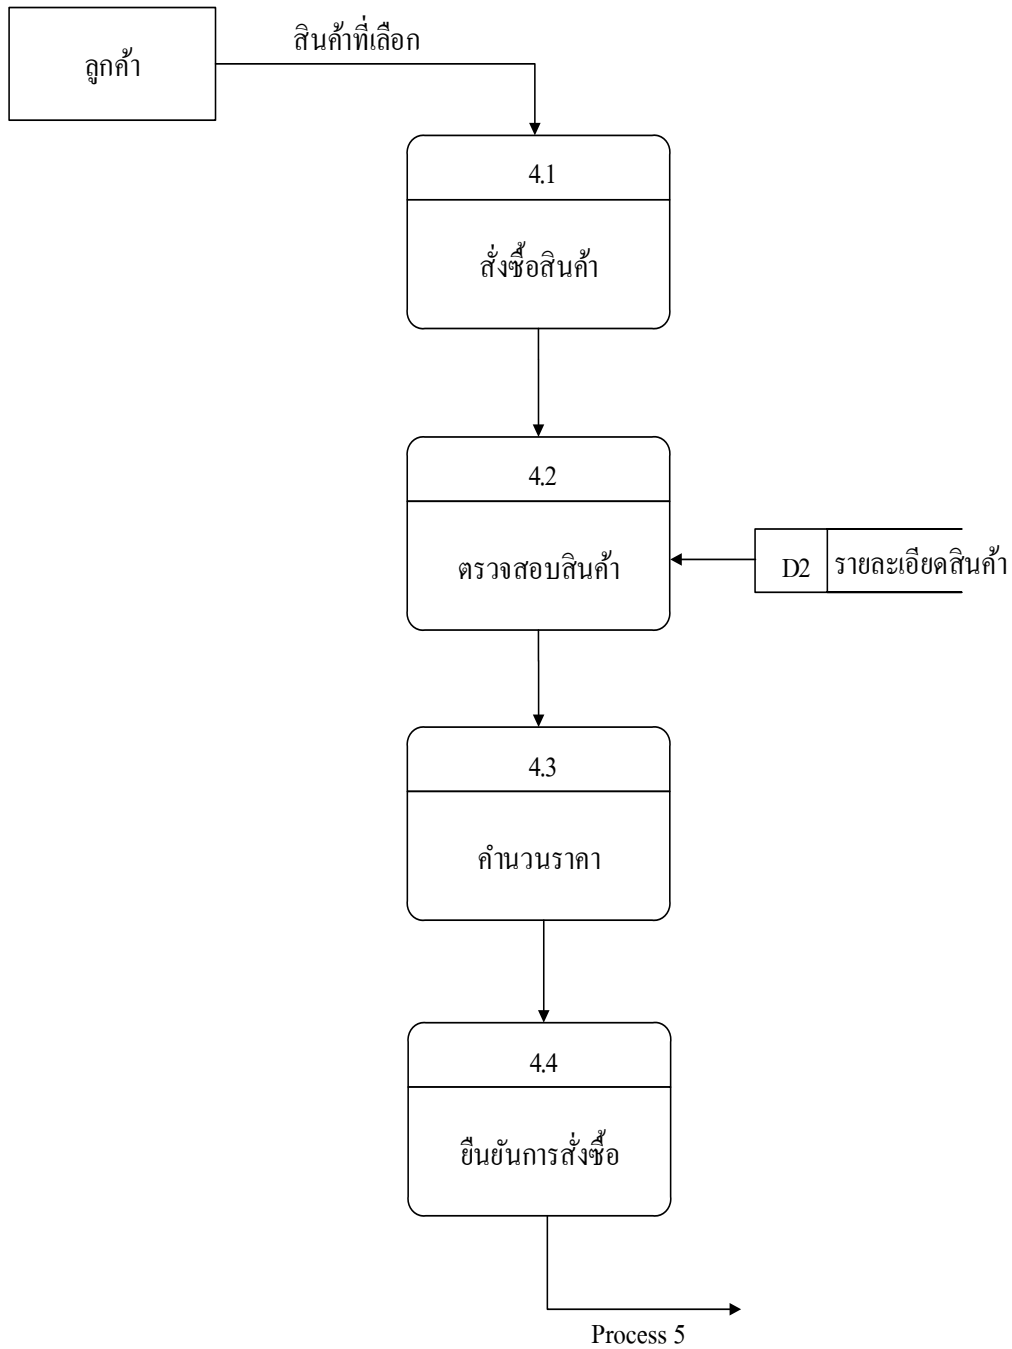 สินค้าที่เลือก
ลูกค้า
4.1
สั่งซื้อสินค้า
4.2
ตรวจสอบสินค้า
D2 รายละเอียดสินค้า
4.3
คำนวนราคา
4.4
ยืนยันการสั่งซื้อ
Process 5